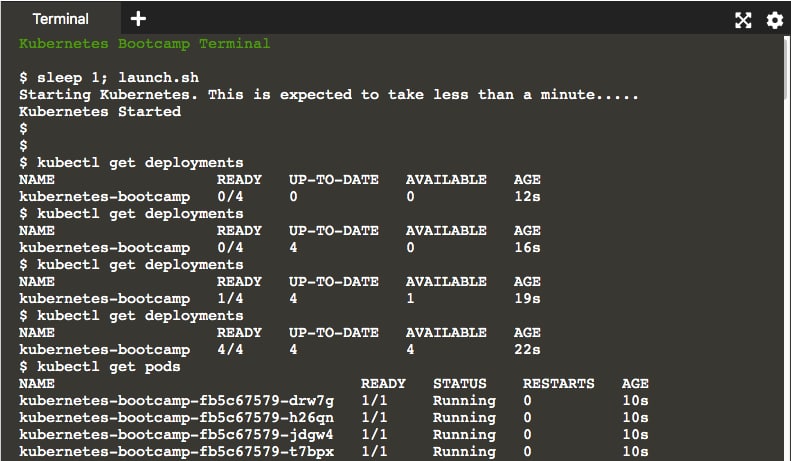 Terminal +
Kubernetes Bootcamp Terminal
$ sleep 1; launch.sh
Starting Kubernetes. This is expected to take less than a minute.....
Kubernetes Started
$
$
$ kubectl get deployments
NAME READY UP-TO-DATE AVAILABLE AGE
kubernetes-bootcamp 0/4 0 0 12s
$ kubectl get deployments
NAME READY UP-TO-DATE AVAILABLE AGE
kubernetes-bootcamp 0/4 4 0 16s
$ kubectl get deployments
NAME READY UP-TO-DATE AVAILABLE AGE
kubernetes-bootcamp 1/4 4 1 19s
$ kubectl get deployments
NAME READY UP-TO-DATE AVAILABLE AGE
kubernetes-bootcamp 4/4 4 4 22s
$ kubectl get pods
NAME READY STATUS RESTARTS AGE
kubernetes-bootcamp-fb5c67579-drw7g 1/1 Running 0 10s
kubernetes-bootcamp-fb5c67579-h26qn 1/1 Running 0 10s
kubernetes-bootcamp-fb5c67579-jdgw4 1/1 Running 0 10s
kubernetes-bootcamp-fb5c67579-t7bpx 1/1 Running 0 10s